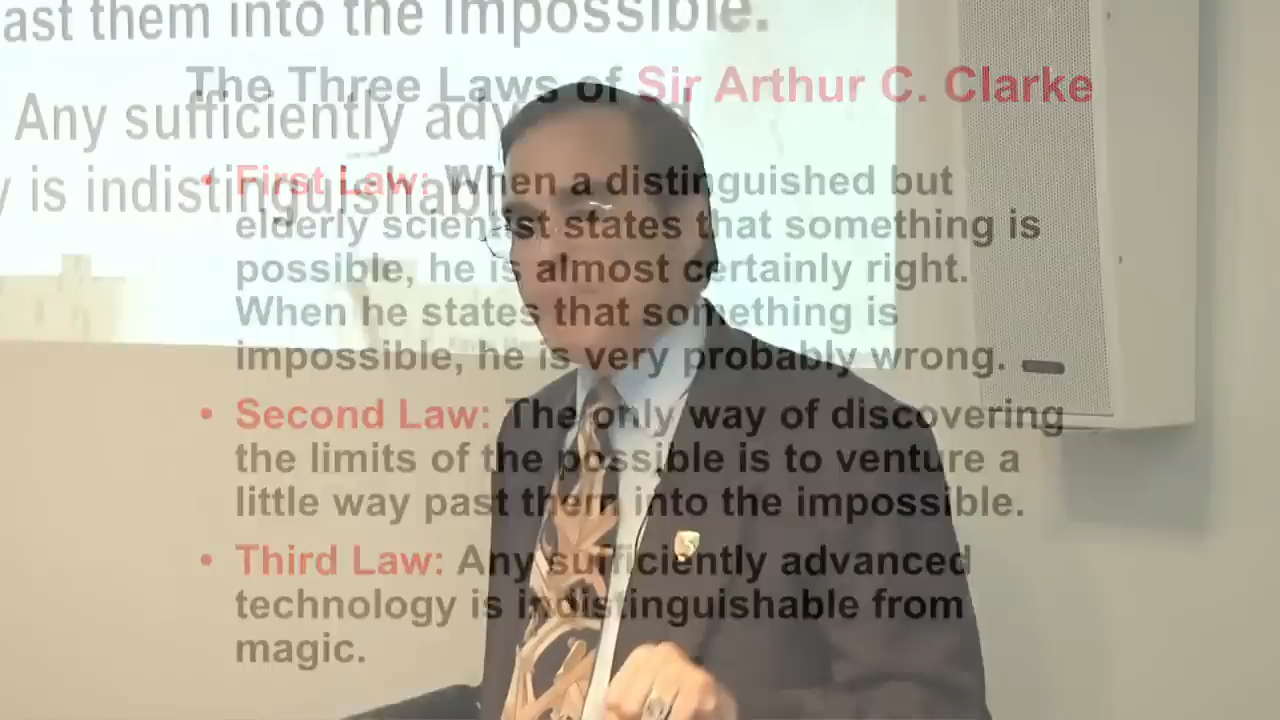 ast them into the impossible.
The Three Laws of Sir Arthur C. Clarke
Any sufficiently adv
• First Law: When a distinguished but
y is indistinguishab
elderly scientist states that something is
possible, he is almost certainly right.
When he states that something is
impossible, he is very probably wrong.
• Second Law: The only way of discovering
the limits of the possible is to venture a
little way past them into the impossible.
• Third Law: Any sufficiently advanced
technology is indistinguishable from
magic.